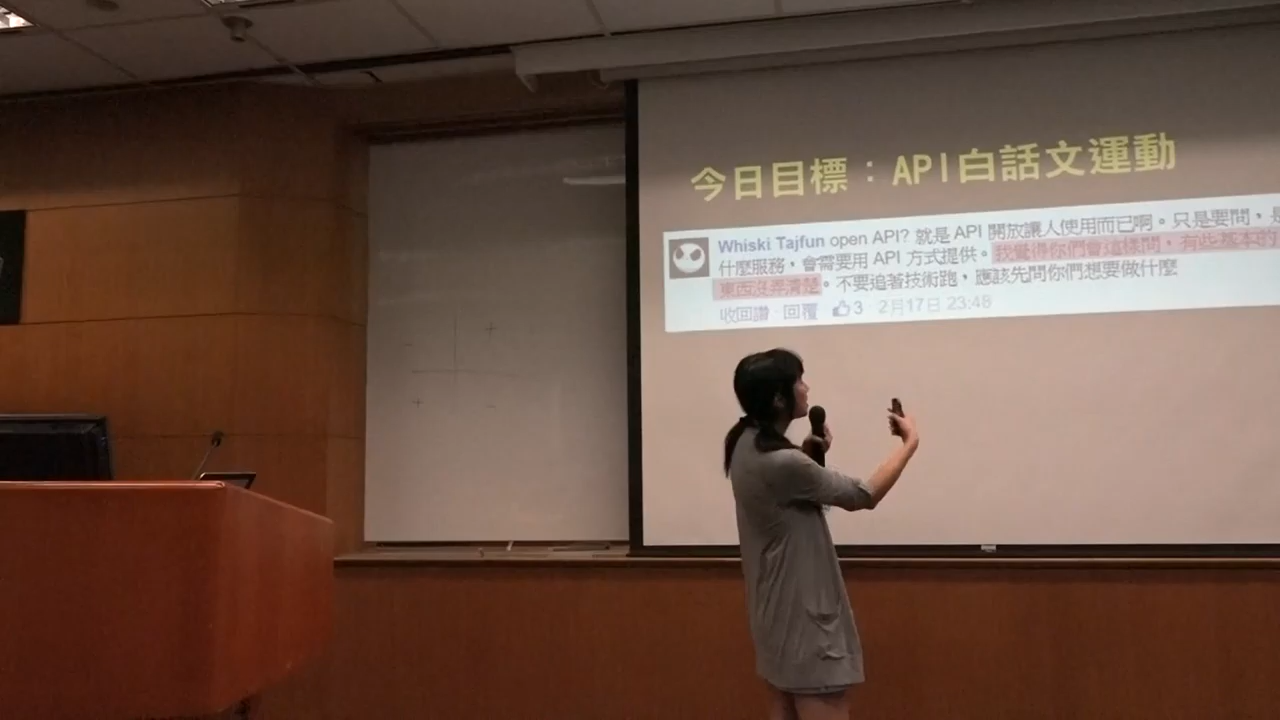 今日目標：API白話文運動
Whiski Tajfun open API? 就是 API 開放讓人使用而已啊。只是要問，是
什麼服務，會需要用 API 方式提供。我覺得你們會這樣問，有些基本的
東西沒弄清楚。不要追著技術跑，應該先問你們想要做什麼
收回讚 回覆 3 2月17日 23:48